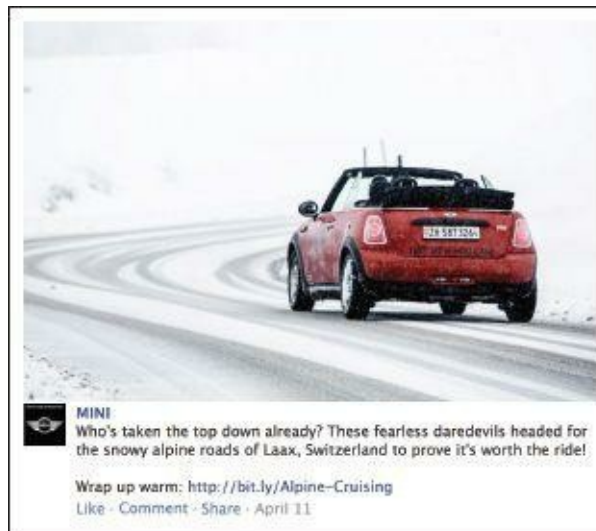 MINI
Who's taken the top down already? These fearless daredevils headed for
the snowy alpine roads of Laax, Switzerland to prove it's worth the ride!
Wrap up warm: http://bit.ly/Alpine-Cruising
Like · Comment · Share · April 11